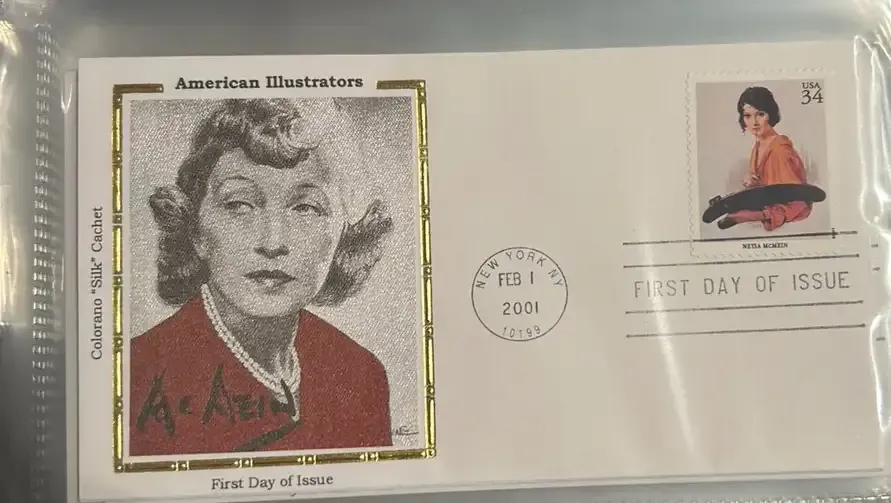 American Illustrators
Colorano "Silk" Cachet
McMein
First Day of Issue
USA
34
NEYSA MCMEIN
NEW YORK NY
FEB 1
2001
10199
FIRST DAY OF ISSUE